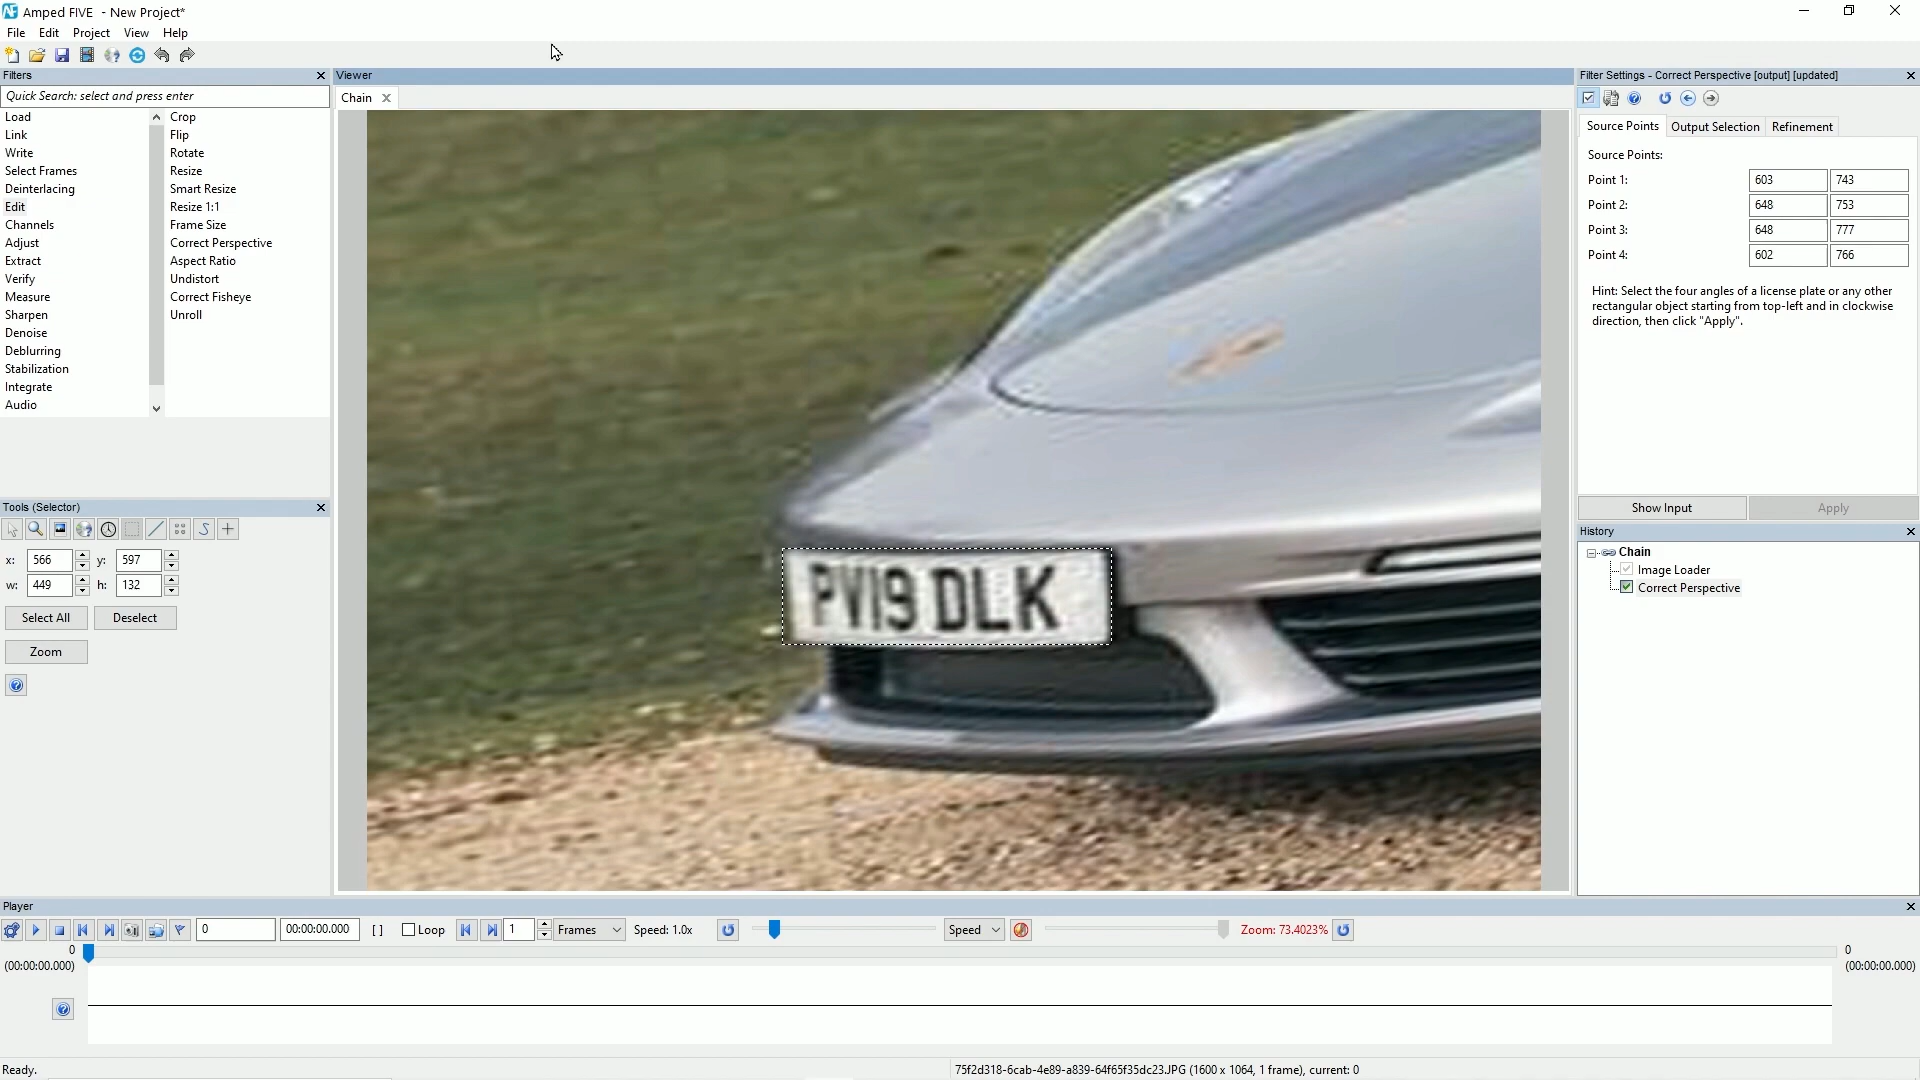 Amped FIVE - New Project*
File Edit Project View Help
Filters
Quick Search: select and press enter
Load
Link
Write
Select Frames
Deinterlacing
Edit
Channels
Adjust
Extract
Verify
Measure
Sharpen
Denoise
Deblurring
Stabilization
Integrate
Audio
Crop
Flip
Rotate
Resize
Smart Resize
Resize 1:1
Frame Size
Correct Perspective
Aspect Ratio
Undistort
Correct Fisheye
Unroll
Tools (Selector)
x: 566 y: 597
w: 449 h: 132
Select All Deselect
Zoom
Viewer
Chain
PV19 DLK
Filter Settings - Correct Perspective [output] [updated]
Source Points Output Selection Refinement
Source Points:
Point 1: 603 743
Point 2: 648 753
Point 3: 648 777
Point 4: 602 766
Hint: Select the four angles of a license plate or any other
rectangular object starting from top-left and in clockwise
direction, then click "Apply".
Show Input Apply
History
Chain
Image Loader
Correct Perspective
Player
0 00:00:00.000 [ ] Loop 1 Frames Speed: 1.0x Speed Zoom: 73.4023%
0 0
(00:00:00.000) (00:00:00.000)
Ready. 75f2d318-6cab-4e89-a839-64f65f35dc23.JPG (1600 x 1064, 1 frame), current: 0